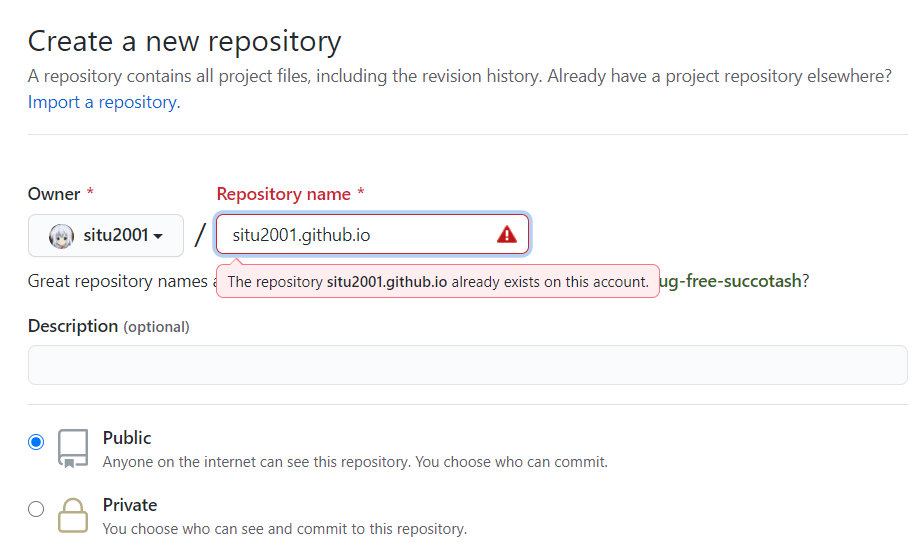 Create a new repository
A repository contains all project files, including the revision history. Already have a project repository elsewhere?
Import a repository.
Owner * Repository name *
situ2001 / situ2001.github.io
The repository situ2001.github.io already exists on this account.
Great repository names ug-free-succotash?
Description (optional)
Public
Anyone on the internet can see this repository. You choose who can commit.
Private
You choose who can see and commit to this repository.